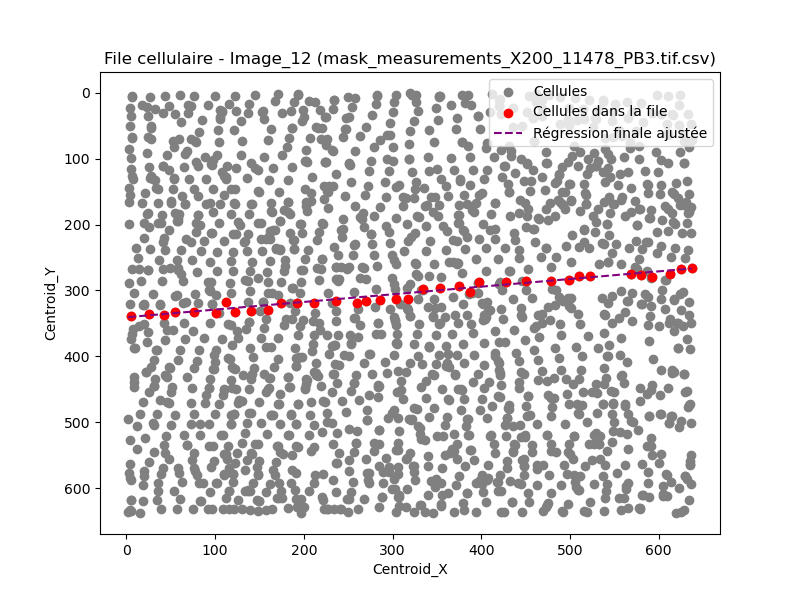 File cellulaire - Image_12 (mask_measurements_X200_11478_PB3.tif.csv)
Cellules
Cellules dans la file
Régression finale ajustée
0
100
200
300
400
500
600
Centroid_Y
0 100 200 300 400 500 600
Centroid_X